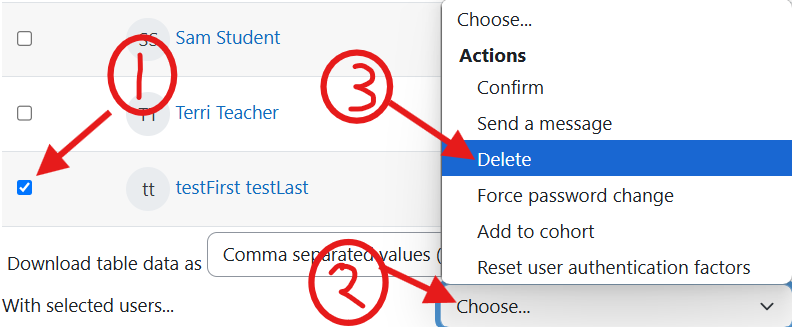 SS Sam Student
1
TT Terri Teacher
tt testFirst testLast
Download table data as Comma separated values (
With selected users...
Choose...
Actions
Confirm
Send a message
3
Delete
Force password change
Add to cohort
Reset user authentication factors
2
Choose...